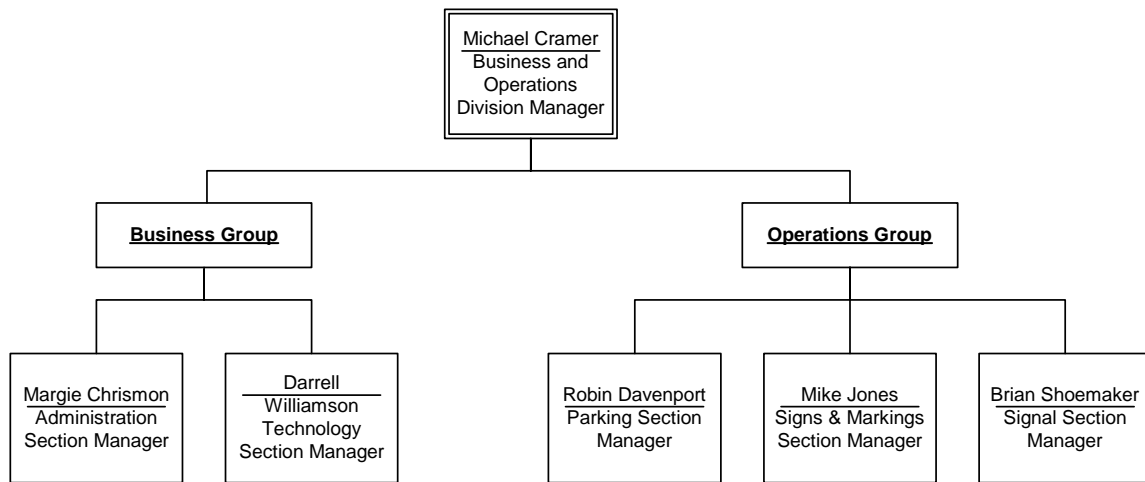 Michael Cramer
Business and
Operations
Division Manager
Business Group
Operations Group
Margie Chrismon
Administration
Section Manager
Darrell
Williamson
Technology
Section Manager
Robin Davenport
Parking Section
Manager
Mike Jones
Signs & Markings
Section Manager
Brian Shoemaker
Signal Section
Manager